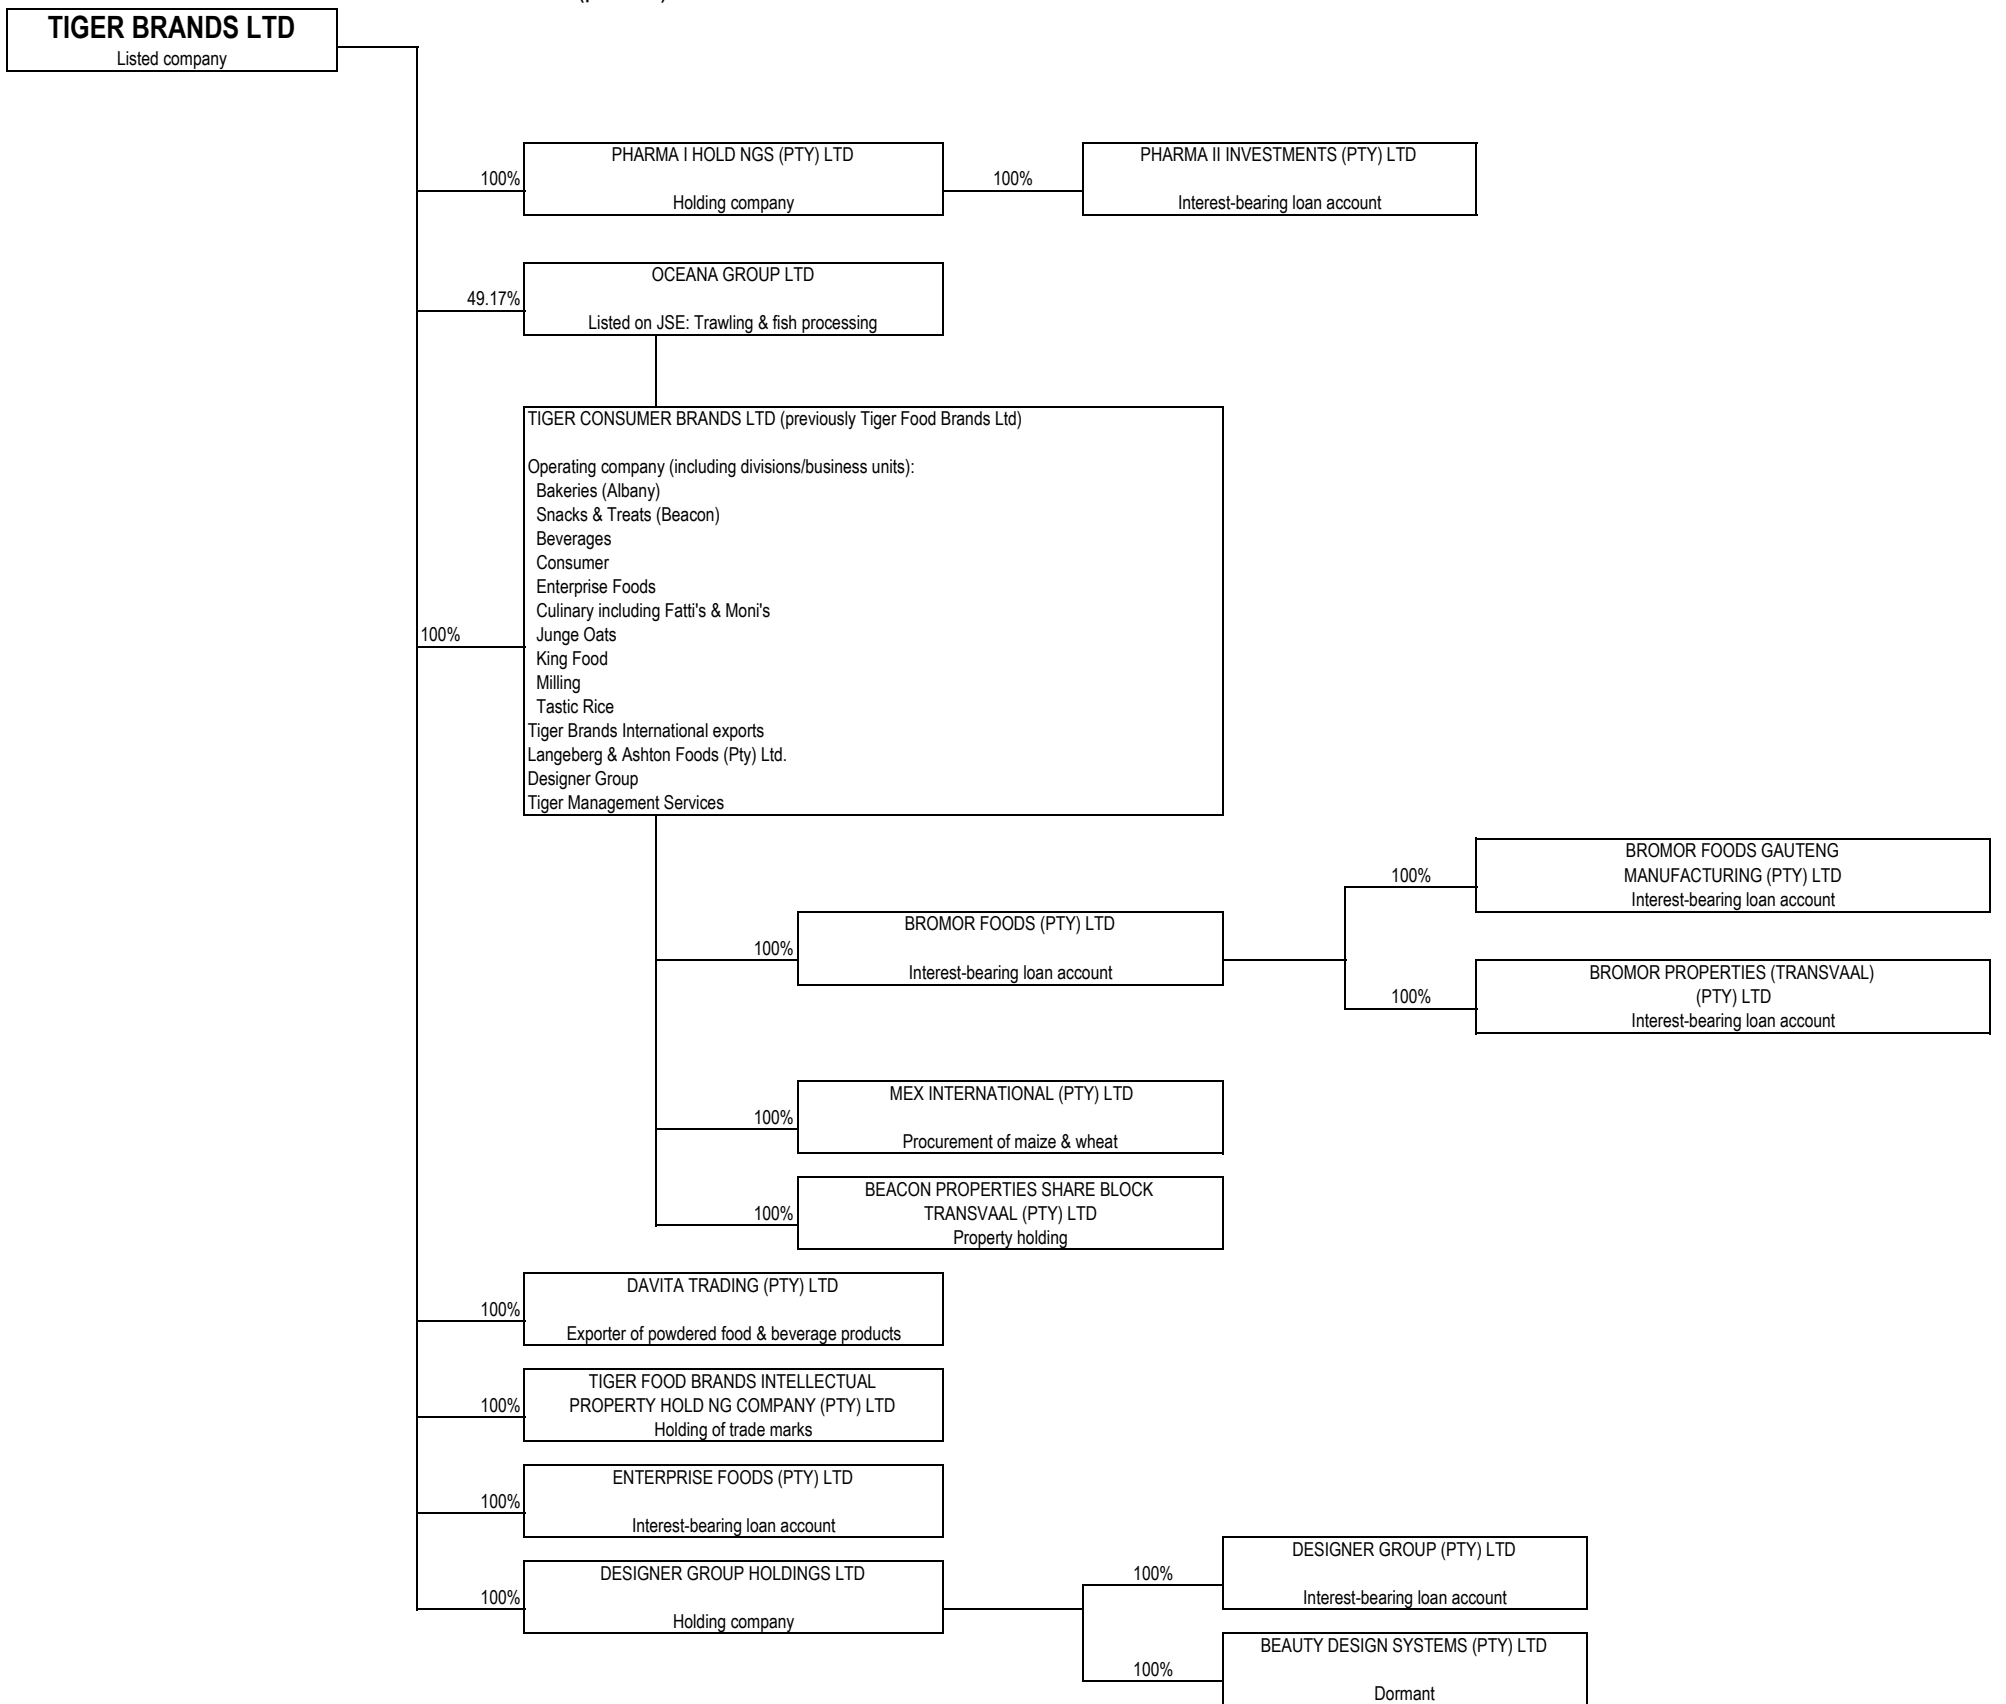 TIGER BRANDS LTD
Listed company
PHARMA I HOLD NGS (PTY) LTD
100%
Holding company
100%
PHARMA II INVESTMENTS (PTY) LTD
Interest-bearing loan account
OCEANA GROUP LTD
49.17%
Listed on JSE: Trawling & fish processing
TIGER CONSUMER BRANDS LTD (previously Tiger Food Brands Ltd)
Operating company (including divisions/business units):
Bakeries (Albany)
Snacks & Treats (Beacon)
Beverages
Consumer
Enterprise Foods
Culinary including Fatti's & Moni's
100%
Junge Oats
King Food
Milling
Tastic Rice
Tiger Brands International exports
Langeberg & Ashton Foods (Pty) Ltd.
Designer Group
Tiger Management Services
BROMOR FOODS (PTY) LTD
100%
Interest-bearing loan account
100%
BROMOR FOODS GAUTENG
MANUFACTURING (PTY) LTD
Interest-bearing loan account
100%
BROMOR PROPERTIES (TRANSVAAL)
(PTY) LTD
Interest-bearing loan account
MEX INTERNATIONAL (PTY) LTD
100%
Procurement of maize & wheat
BEACON PROPERTIES SHARE BLOCK
100%
TRANSVAAL (PTY) LTD
Property holding
DAVITA TRADING (PTY) LTD
100%
Exporter of powdered food & beverage products
TIGER FOOD BRANDS INTELLECTUAL
100%
PROPERTY HOLD NG COMPANY (PTY) LTD
Holding of trade marks
ENTERPRISE FOODS (PTY) LTD
100%
Interest-bearing loan account
DESIGNER GROUP HOLDINGS LTD
100%
Holding company
DESIGNER GROUP (PTY) LTD
100%
Interest-bearing loan account
BEAUTY DESIGN SYSTEMS (PTY) LTD
100%
Dormant